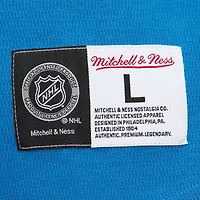 NHL
© NHL
Mitchell & Ness
Mitchell & Ness
L
MITCHELL & NESS NOSTALGIA CO.
AUTHENTIC LICENSED APPAREL
DESIGNED IN PHILADELPHIA, PA.
ESTABLISHED 1904
AUTHENTIC.PREMIUM.LEGENDARY.